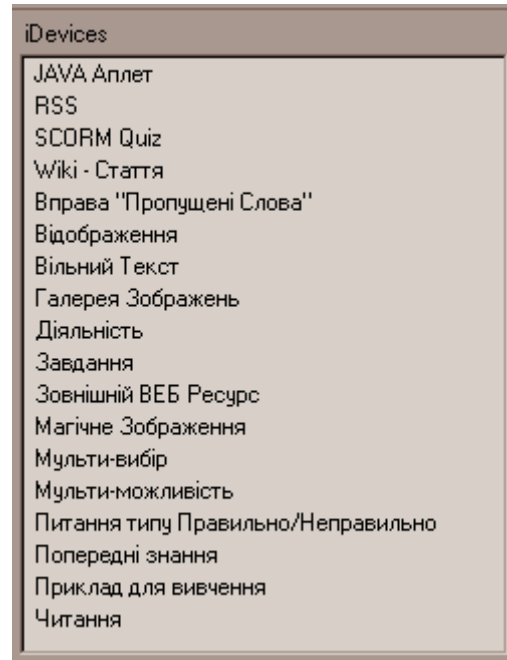 iDevices
JAVA Аплет
RSS
SCORM Quiz
Wiki - Стаття
Вправа "Пропущені Слова"
Відображення
Вільний Текст
Галерея Зображень
Діяльність
Завдання
Зовнішній ВЕБ Ресурс
Магічне Зображення
Мульти-вибір
Мульти-можливість
Питання типу Правильно/Неправильно
Попередні знання
Приклад для вивчення
Читання